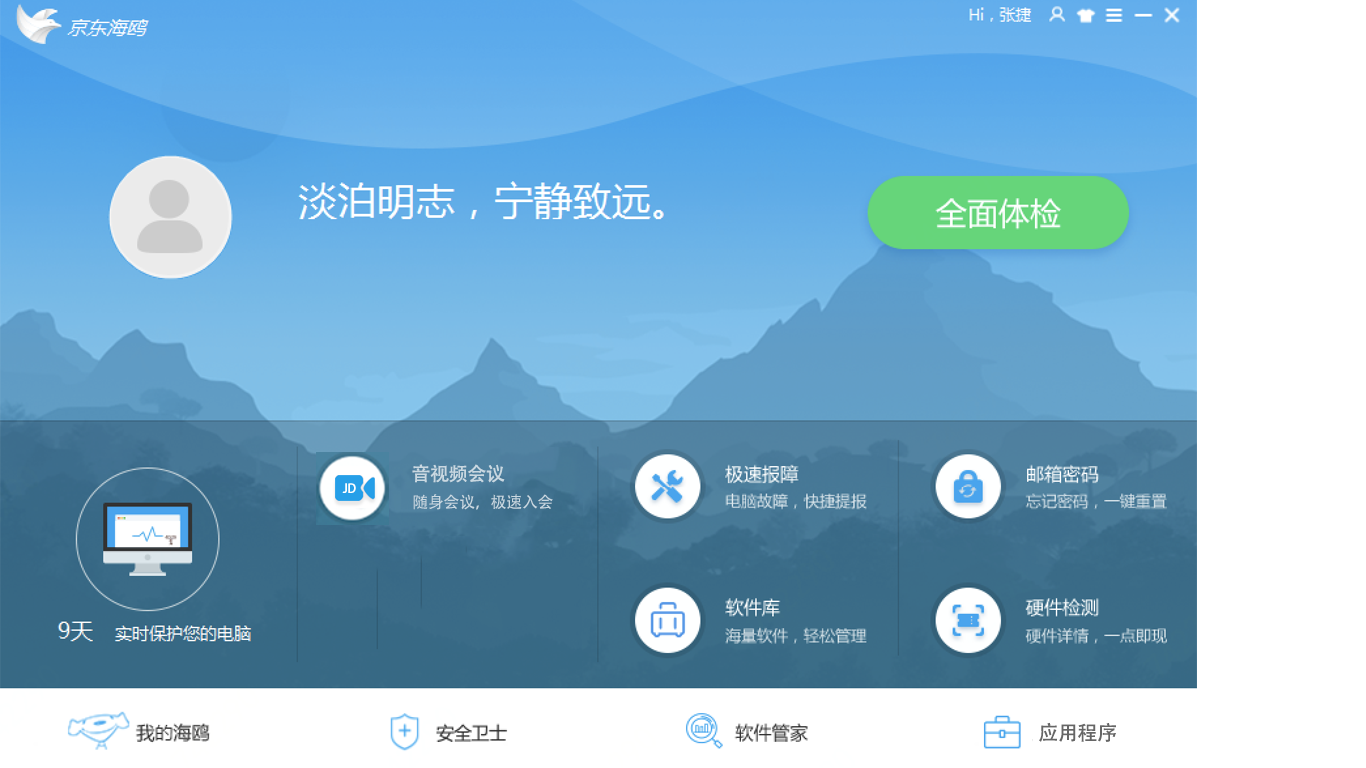 京东海鸥
Hi，张捷
淡泊明志，宁静致远。
全面体检
JD
音视频会议
随身会议，极速入会
极速报障
电脑故障，快捷提报
邮箱密码
忘记密码，一键重置
9天 实时保护您的电脑
软件库
海量软件，轻松管理
硬件检测
硬件详情，一点即现
我的海鸥
安全卫士
软件管家
应用程序